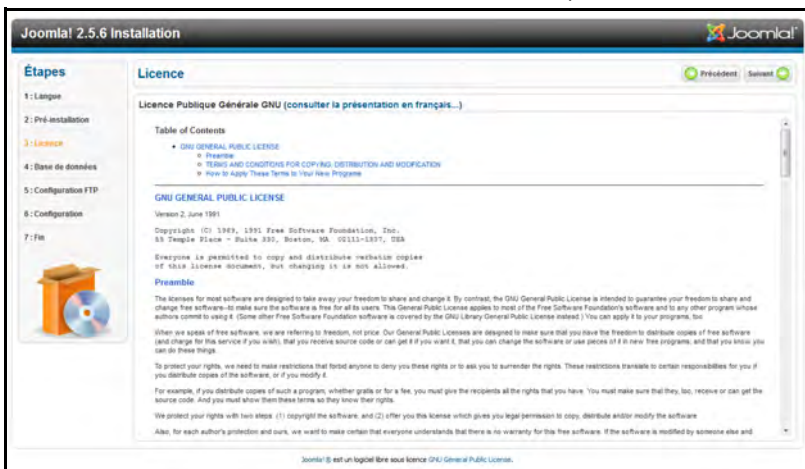 Joomla! 2.5.6 Installation
Joomla!
Étapes
1 : Langue
2 : Pré-installation
3 : Licence
4 : Base de données
5 : Configuration FTP
6 : Configuration
7 : Fin
Licence
Précédent
Suivant
Licence Publique Générale GNU (consulter la présentation en français...)
Table of Contents
GNU GENERAL PUBLIC LICENSE
Preamble
TERMS AND CONDITIONS FOR COPYING, DISTRIBUTION AND MODIFICATION
How to Apply These Terms to Your New Programs
GNU GENERAL PUBLIC LICENSE
Version 2, June 1991
Copyright (C) 1989, 1991 Free Software Foundation, Inc.
59 Temple Place - Suite 330, Boston, MA 02111-1307, USA
Everyone is permitted to copy and distribute verbatim copies
of this license document, but changing it is not allowed.
Preamble
The licenses for most software are designed to take away your freedom to share and change it. By contrast, the GNU General Public License is intended to guarantee your freedom to share and
change free software--to make sure the software is free for all its users. This General Public License applies to most of the Free Software Foundation's software and to any other program whose
authors commit to using it. (Some other Free Software Foundation software is covered by the GNU Library General Public License instead.) You can apply it to your programs, too.
When we speak of free software, we are referring to freedom, not price. Our General Public Licenses are designed to make sure that you have the freedom to distribute copies of free software
(and charge for this service if you wish), that you receive source code or can get it if you want it, that you can change the software or use pieces of it in new free programs; and that you know you
can do these things.
To protect your rights, we need to make restrictions that forbid anyone to deny you these rights or to ask you to surrender the rights. These restrictions translate to certain responsibilities for you if
you distribute copies of the software, or if you modify it.
For example, if you distribute copies of such a program, whether gratis or for a fee, you must give the recipients all the rights that you have. You must make sure that they, too, receive or can get the
source code. And you must show them these terms so they know their rights.
We protect your rights with two steps: (1) copyright the software, and (2) offer you this license which gives you legal permission to copy, distribute and/or modify the software.
Also, for each author's protection and ours, we want to make certain that everyone understands that there is no warranty for this free software. If the software is modified by someone else and
Joomla! ® est un logiciel libre sous licence GNU General Public License.